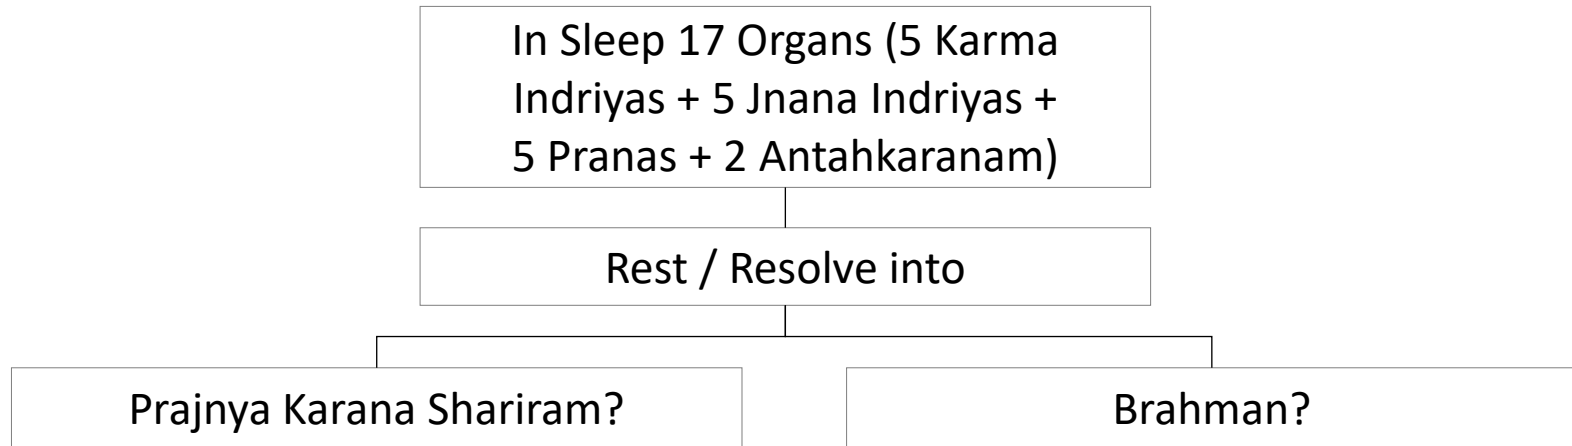 In Sleep 17 Organs (5 Karma
Indriyas + 5 Jnana Indriyas +
5 Pranas + 2 Antahkaranam)
Rest / Resolve into
Prajnya Karana Shariram?
Brahman?